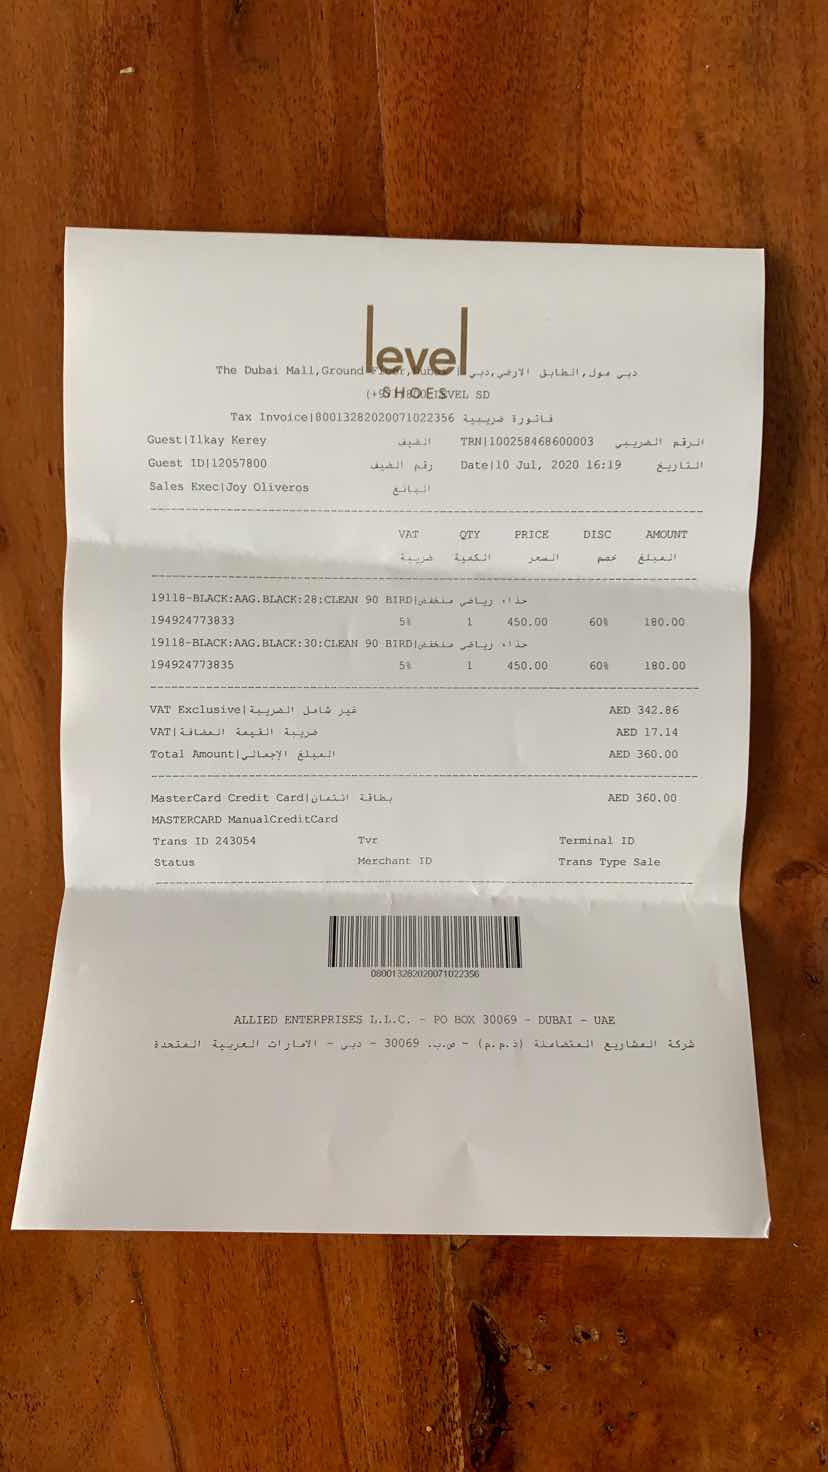 level
SHOES
The Dubai Mall,Ground Floor,Dubai | دبي مول,الطابق الارضي,دبي
LEVEL SD
Tax Invoice|80013282020071022356 فاتورة ضريبية
Guest|Ilkay Kerey الضيف TRN|100258468600003 الرقم الضريبي
Guest ID|12057800 رقم الضيف Date|10 Jul, 2020 16:19 التاريخ
Sales Exec|Joy Oliveros البائع
VAT QTY PRICE DISC AMOUNT
ضريبة الكمية السعر خصم المبلغ
19118-BLACK:AAG.BLACK:28:CLEAN 90 BIRD|حذاء رياضي منخفض
194924773833 5% 1 450.00 60% 180.00
19118-BLACK:AAG.BLACK:30:CLEAN 90 BIRD|حذاء رياضي منخفض
194924773835 5% 1 450.00 60% 180.00
VAT Exclusive|غير شامل الضريبة AED 342.86
VAT|ضريبة القيمة المضافة AED 17.14
Total Amount|المبلغ الإجمالي AED 360.00
MasterCard Credit Card|بطاقة ائتمان AED 360.00
MASTERCARD ManualCreditCard
Trans ID 243054 Tvr Terminal ID
Status Merchant ID Trans Type Sale
080013282020071022356
ALLIED ENTERPRISES L.L.C. - PO BOX 30069 - DUBAI - UAE
شركة المشاريع المتضامنة (ذ.م.م) - ص.ب. 30069 - دبي - الامارات العربية المتحدة